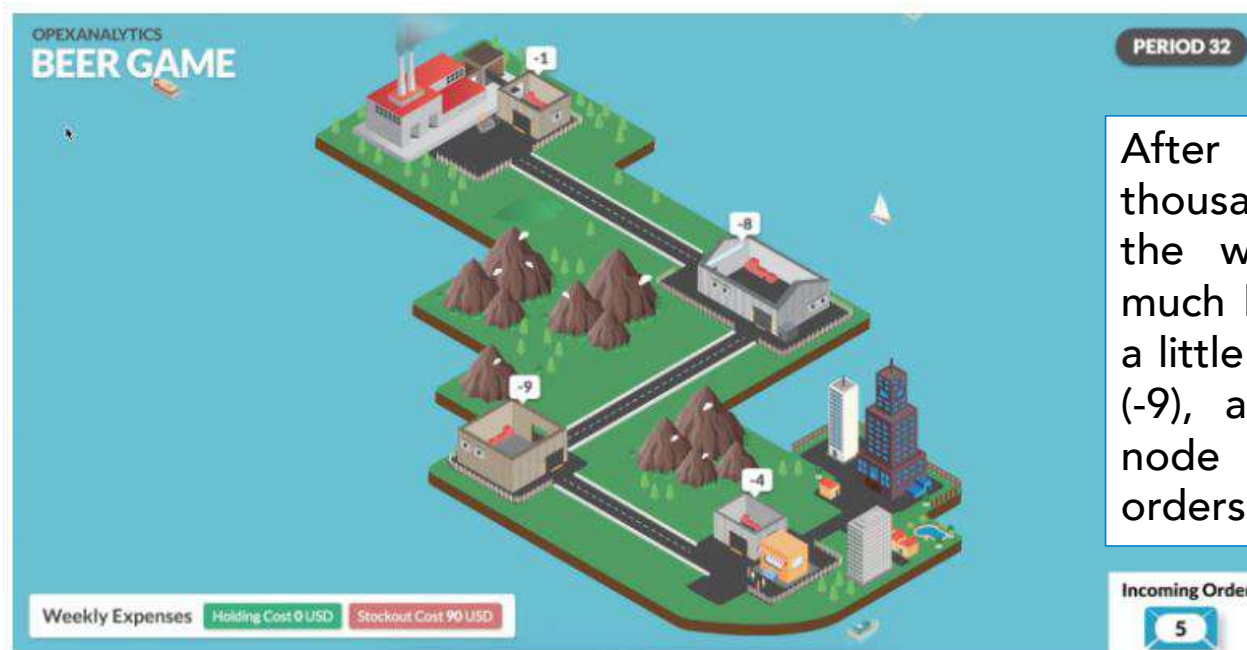 OPEXANALYTICS
BEER GAME
-1
PERIOD 32
-8
-9
-4
After
thousa
the w
much
a little
(-9), a
node
orders
Weekly Expenses Holding Cost 0 USD Stockout Cost 90 USD
Incoming Order
5